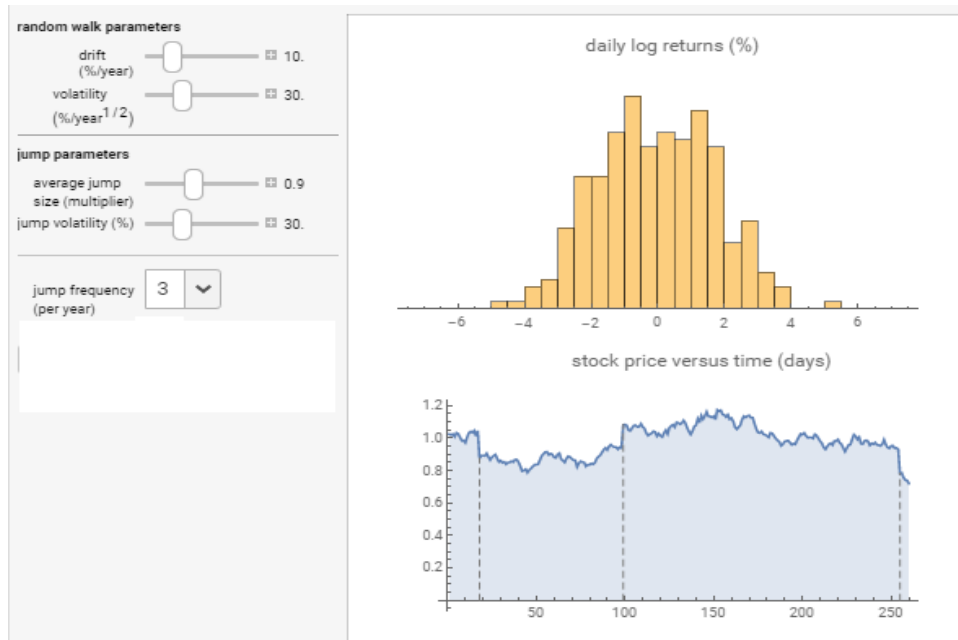 random walk parameters
drift
(%/year)
10.
volatility
(%/year1/2)
30.
jump parameters
average jump
size (multiplier)
0.9
jump volatility (%)
30.
jump frequency
(per year)
3
daily log returns (%)
−6 −4 −2 0 2 4 6
stock price versus time (days)
1.2
1.0
0.8
0.6
0.4
0.2
50 100 150 200 250